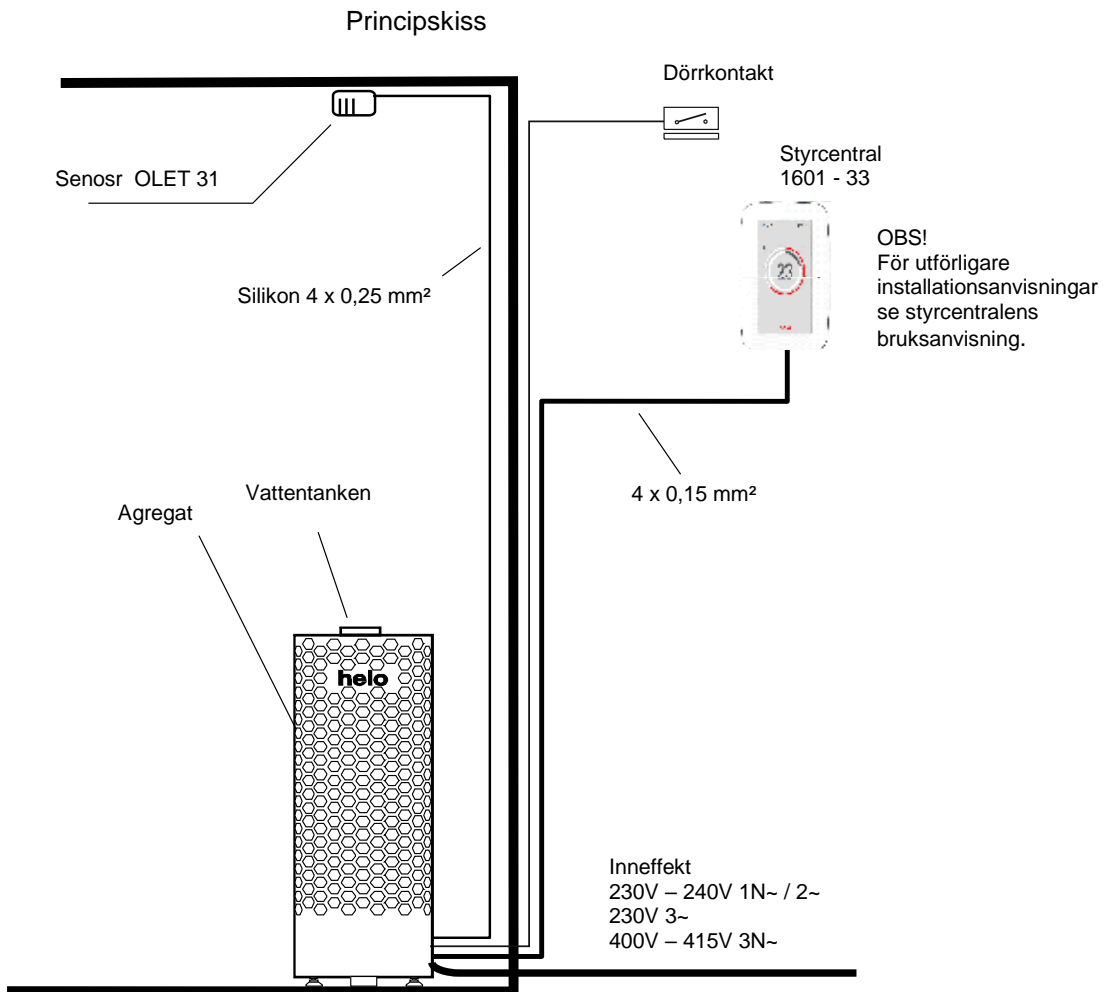 Principskiss
Dörrkontakt
Styrcentral
1601 - 33
Senosr OLET 31
OBS!
För utförligare
installationsanvisningar
se styrcentralens
bruksanvisning.
23
Silikon 4 x 0,25 mm²
4 x 0,15 mm²
Vattentanken
Agregat
helo
Inneffekt
230V – 240V 1N~ / 2~
230V 3~
400V – 415V 3N~